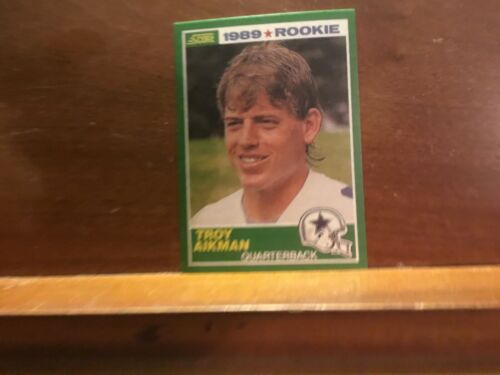 SCORE
1989 ★ ROOKIE
TROY
AIKMAN
QUARTERBACK